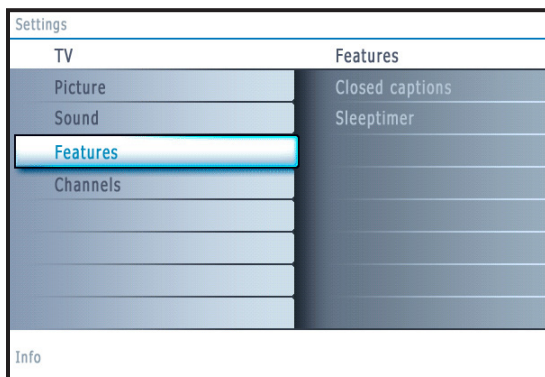 Settings
TV
Picture
Sound
Features
Channels
Features
Closed captions
Sleeptimer
Info